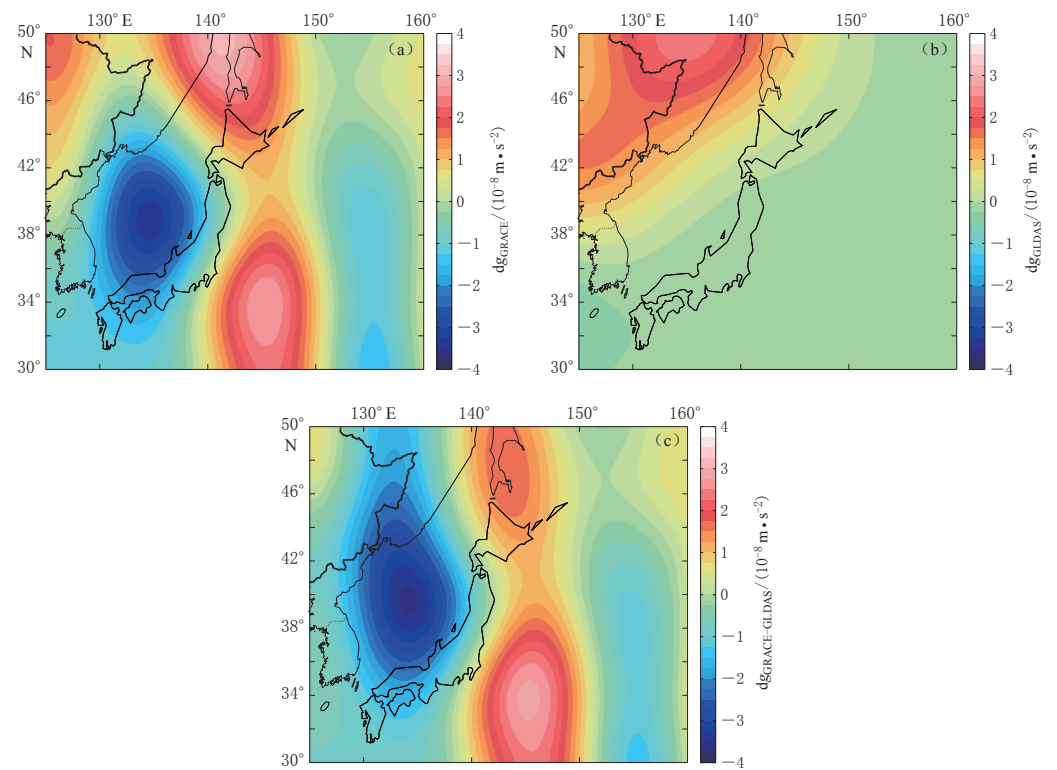 130° E 140° 150° 160°
50° (a) 4
N 3
46° 2
42° 1
0
38° −1
34° −2
−3
30° −4
dgGRACE/(10⁻⁸ m•s⁻²)
130° E 140° 150° 160°
50° (b) 4
N 3
46° 2
42° 1
0
38° −1
34° −2
−3
30° −4
dgGLDAS/(10⁻⁸ m•s⁻²)
130° E 140° 150° 160°
50° (c) 4
N 3
46° 2
42° 1
0
38° −1
34° −2
−3
30° −4
dgGRACE−GLDAS/(10⁻⁸ m•s⁻²)